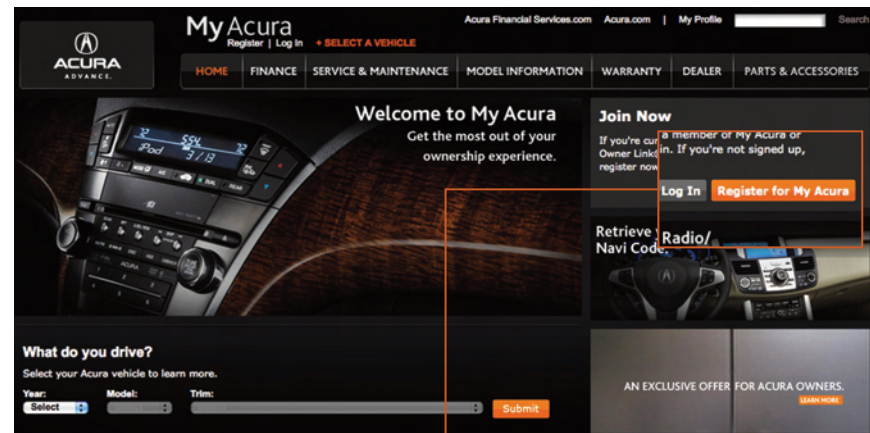 Acura Financial Services.com Acura.com | My Profile Search
My Acura
Register | Log In + SELECT A VEHICLE
ACURA
ADVANCE.
HOME FINANCE SERVICE & MAINTENANCE MODEL INFORMATION WARRANTY DEALER PARTS & ACCESSORIES
Welcome to My Acura
Get the most out of your
ownership experience.
Join Now
If you're cur
Owner Link
register now
a member of My Acura or
in. If you're not signed up,
Log In Register for My Acura
Radio/
Retrieve
Navi Code
iPod
AN EXCLUSIVE OFFER FOR ACURA OWNERS.
LEARN MORE
What do you drive?
Select your Acura vehicle to learn more.
Year: Model: Trim:
Select Submit